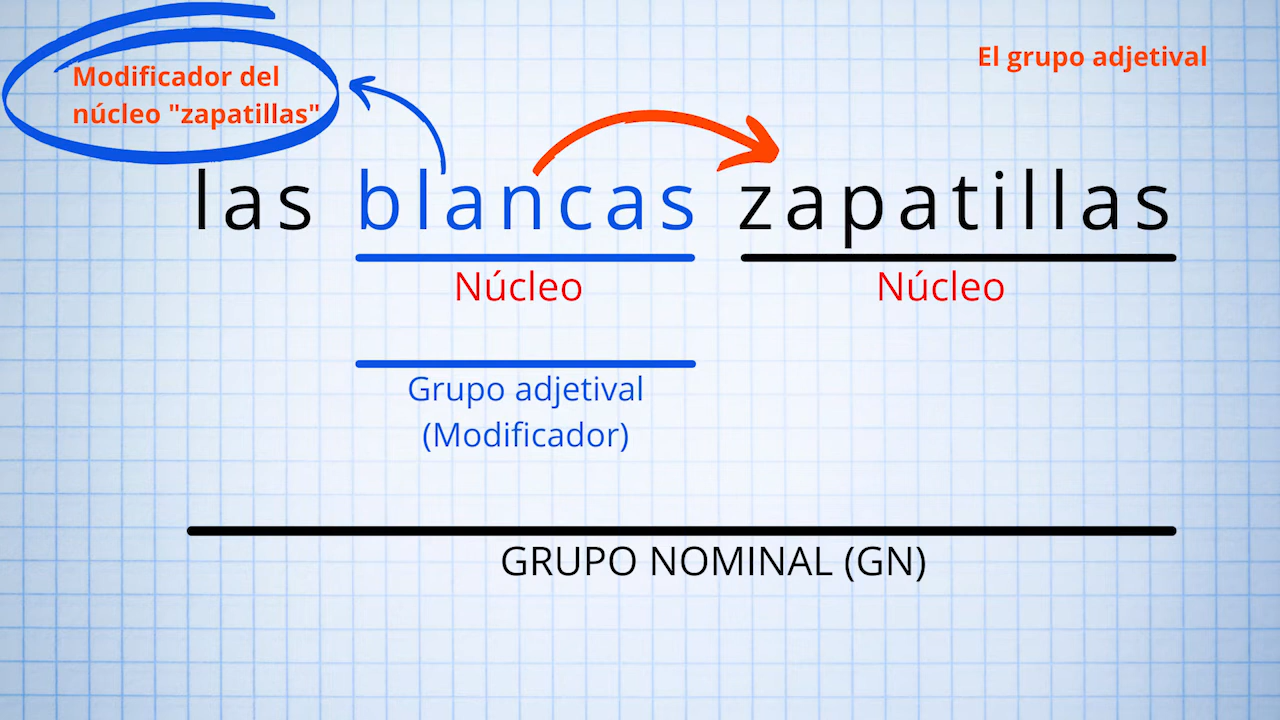 El grupo adjetival
Modificador del
núcleo "zapatillas"
las blancas zapatillas
Núcleo Núcleo
Grupo adjetival
(Modificador)
GRUPO NOMINAL (GN)